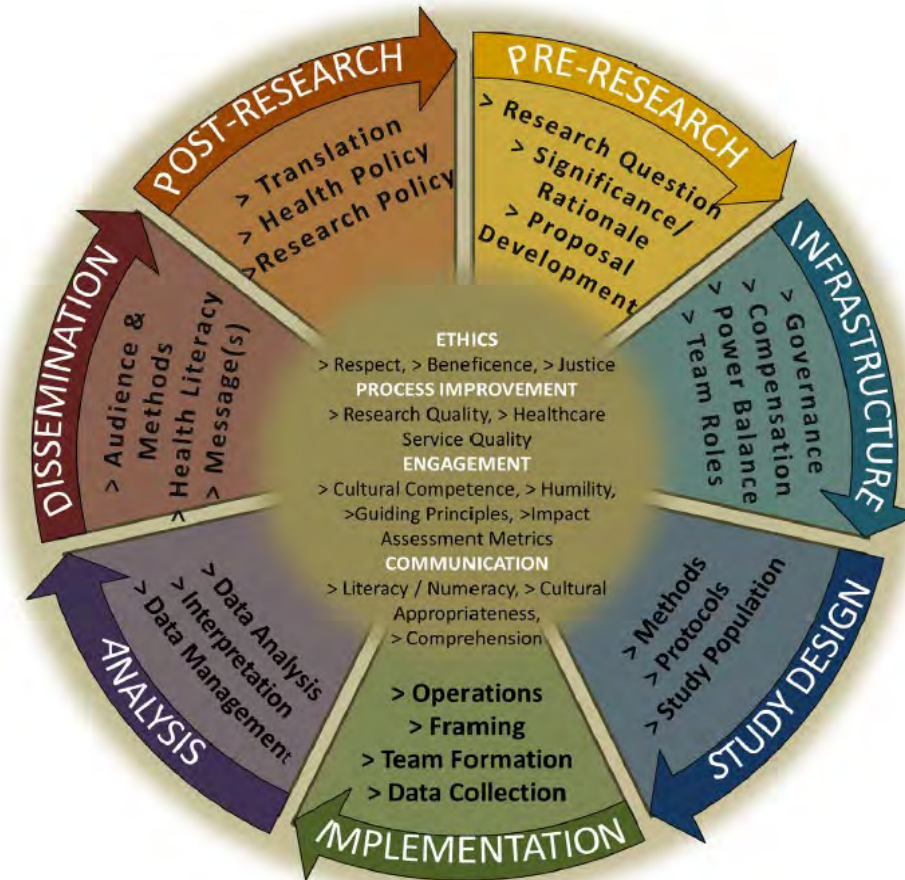 PRE-RESEARCH
> Research Question
> Significance/
Rationale
> Proposal
Development
INFRASTRUCTURE
> Governance
> Compensation
> Power Balance
> Team Roles
STUDY DESIGN
> Methods
> Protocols
> Study Population
IMPLEMENTATION
> Operations
> Framing
> Team Formation
> Data Collection
ANALYSIS
> Data Analysis
> Interpretation
> Data Management
DISSEMINATION
> Audience &
Methods
> Health Literacy
> Message(s)
POST-RESEARCH
> Translation
> Health Policy
>Research Policy
ETHICS
> Respect, > Beneficence, > Justice
PROCESS IMPROVEMENT
> Research Quality, > Healthcare
Service Quality
ENGAGEMENT
> Cultural Competence, > Humility,
>Guiding Principles, >Impact
Assessment Metrics
COMMUNICATION
> Literacy / Numeracy, > Cultural
Appropriateness,
> Comprehension